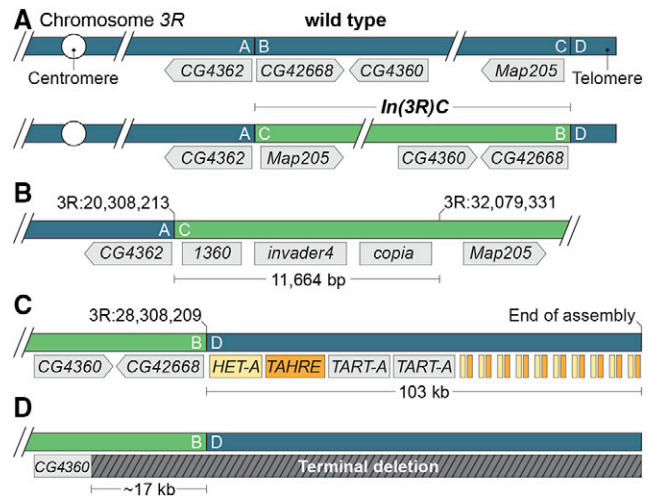 A Chromosome 3R wild type
A B C D
CG4362 CG42668 CG4360 Map205
Centromere Telomere
In(3R)C
A C B D
CG4362 Map205 CG4360 CG42668
B 3R:20,308,213 3R:32,079,331
A C
CG4362 1360 invader4 copia Map205
11,664 bp
C 3R:28,308,209 End of assembly
B D
CG4360 CG42668 HET-A TAHRE TART-A TART-A
103 kb
D
B D
CG4360 Terminal deletion
~17 kb